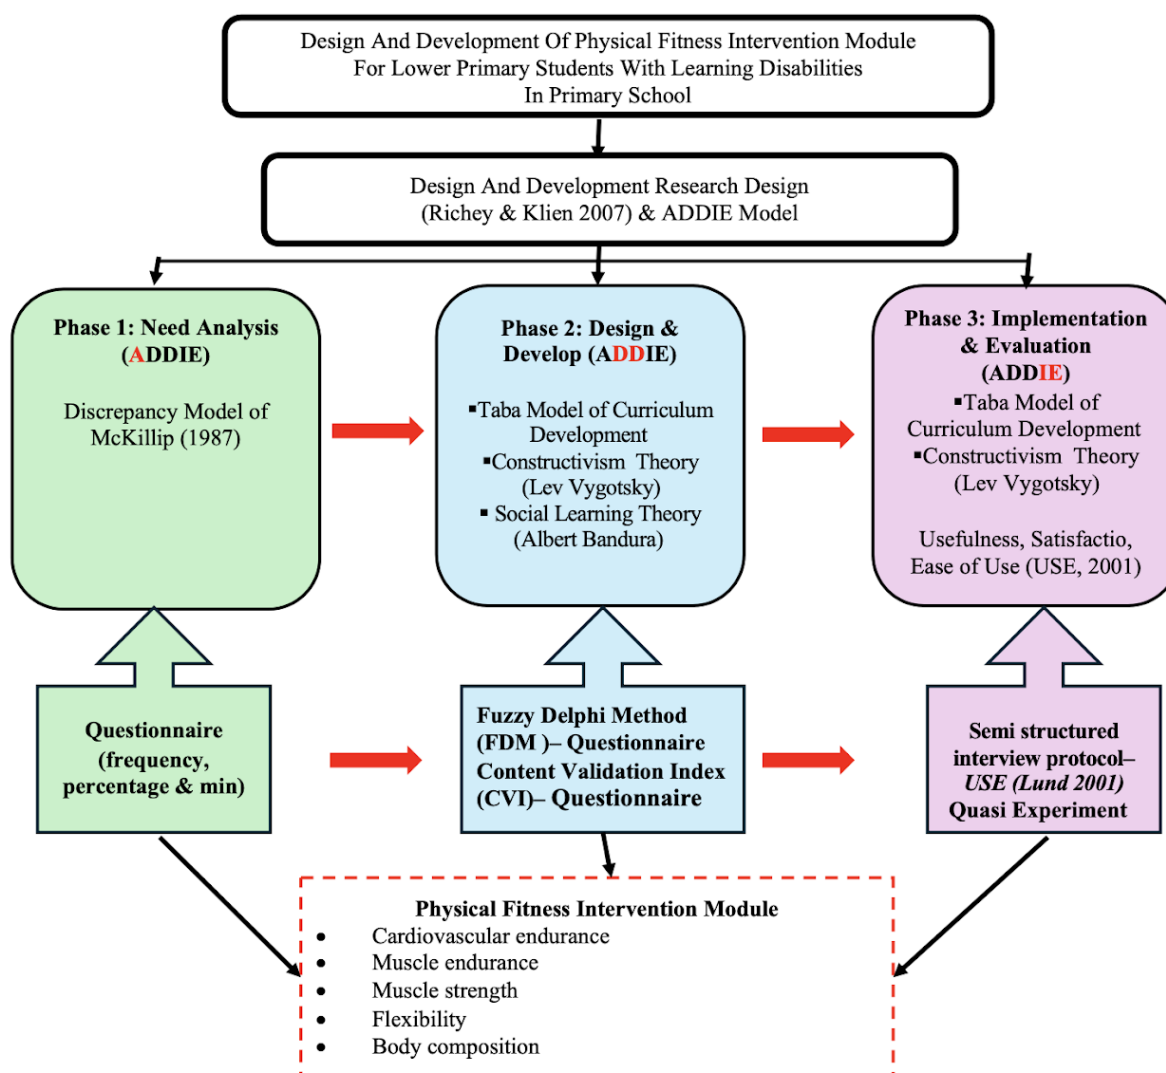 Design And Development Of Physical Fitness Intervention Module
For Lower Primary Students With Learning Disabilities
In Primary School
Design And Development Research Design
(Richey & Klien 2007) & ADDIE Model
Phase 1: Need Analysis
(ADDIE)
Discrepancy Model of
McKillip (1987)
Phase 2: Design &
Develop (ADDIE)
▪Taba Model of Curriculum
Development
▪Constructivism Theory
(Lev Vygotsky)
▪ Social Learning Theory
(Albert Bandura)
Phase 3: Implementation
& Evaluation
(ADDIE)
▪Taba Model of
Curriculum Development
▪Constructivism Theory
(Lev Vygotsky)
Usefulness, Satisfactio,
Ease of Use (USE, 2001)
Questionnaire
(frequency,
percentage & min)
Fuzzy Delphi Method
(FDM )– Questionnaire
Content Validation Index
(CVI)– Questionnaire
Semi structured
interview protocol–
USE (Lund 2001)
Quasi Experiment
Physical Fitness Intervention Module
• Cardiovascular endurance
• Muscle endurance
• Muscle strength
• Flexibility
• Body composition